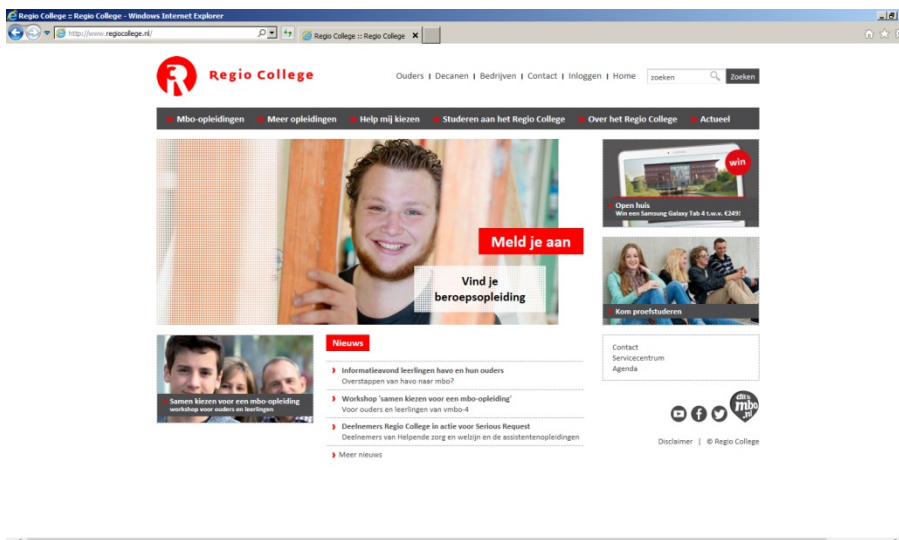 Regio College :: Regio College - Windows Internet Explorer
http://www.regiocollege.nl/
Regio College :: Regio College
Regio College
Ouders | Decanen | Bedrijven | Contact | Inloggen | Home
zoeken
Zoeken
Mbo-opleidingen Meer opleidingen Help mij kiezen Studeren aan het Regio College Over het Regio College Actueel
win
Open huis
Win een Samsung Galaxy Tab 4 t.w.v. €249!
Meld je aan
Vind je
beroepsopleiding
Kom proefstuderen
Samen kiezen voor een mbo-opleiding
workshop voor ouders en leerlingen
Nieuws
Informatieavond leerlingen havo en hun ouders
Overstappen van havo naar mbo?
Workshop 'samen kiezen voor een mbo-opleiding'
Voor ouders en leerlingen van vmbo-4
Deelnemers Regio College in actie voor Serious Request
Deelnemers van Helpende zorg en welzijn en de assistentenopleidingen
Meer nieuws
Contact
Servicecentrum
Agenda
dit is
mbo
.nl
Disclaimer | © Regio College